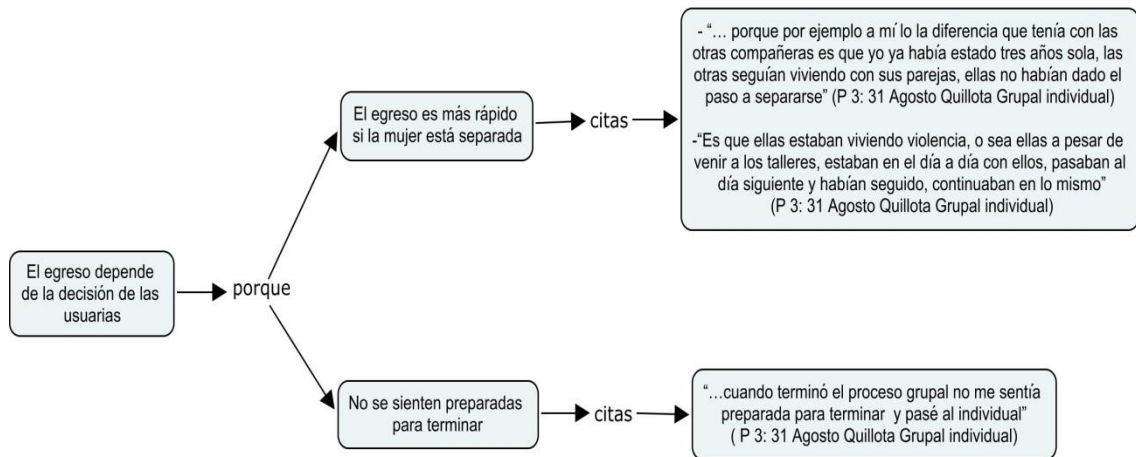 El egreso depende
de la decisión de las
usuarias
porque
El egreso es más rápido
si la mujer está separada
citas
- “... porque por ejemplo a mí lo la diferencia que tenía con las
otras compañeras es que yo ya había estado tres años sola, las
otras seguían viviendo con sus parejas, ellas no habían dado el
paso a separarse” (P 3: 31 Agosto Quillota Grupal individual)
-“Es que ellas estaban viviendo violencia, o sea ellas a pesar de
venir a los talleres, estaban en el día a día con ellos, pasaban al
día siguiente y habían seguido, continuaban en lo mismo”
(P 3: 31 Agosto Quillota Grupal individual)
No se sienten preparadas
para terminar
citas
“...cuando terminó el proceso grupal no me sentía
preparada para terminar y pasé al individual”
( P 3: 31 Agosto Quillota Grupal individual)